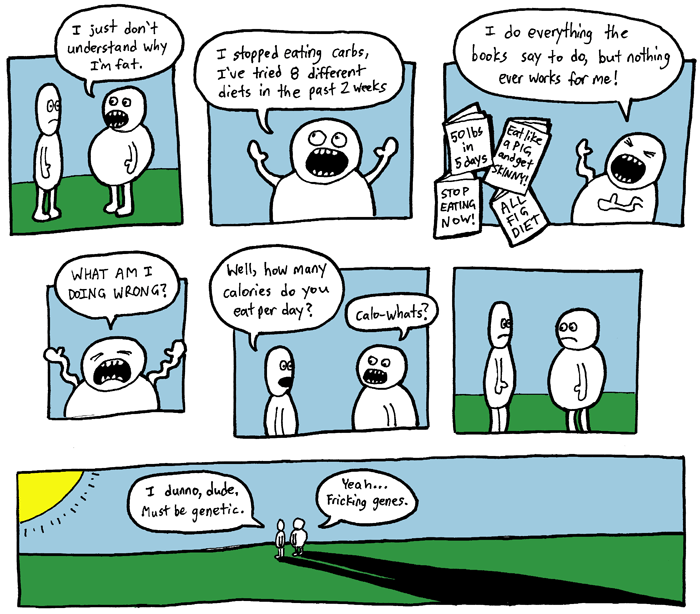 I just don't
understand why
I'm fat.
I stopped eating carbs,
I've tried 8 different
diets in the past 2 weeks
I do everything the
books say to do, but nothing
ever works for me!
50 lbs
in
5 days
Eat like
a PIG
and get
SKINNY!
STOP
EATING
NOW!
ALL
FIG
DIET
WHAT AM I
DOING WRONG?
Well, how many
calories do you
eat per day?
Calo-whats?
I dunno, dude.
Must be genetic.
Yeah...
Fricking genes.